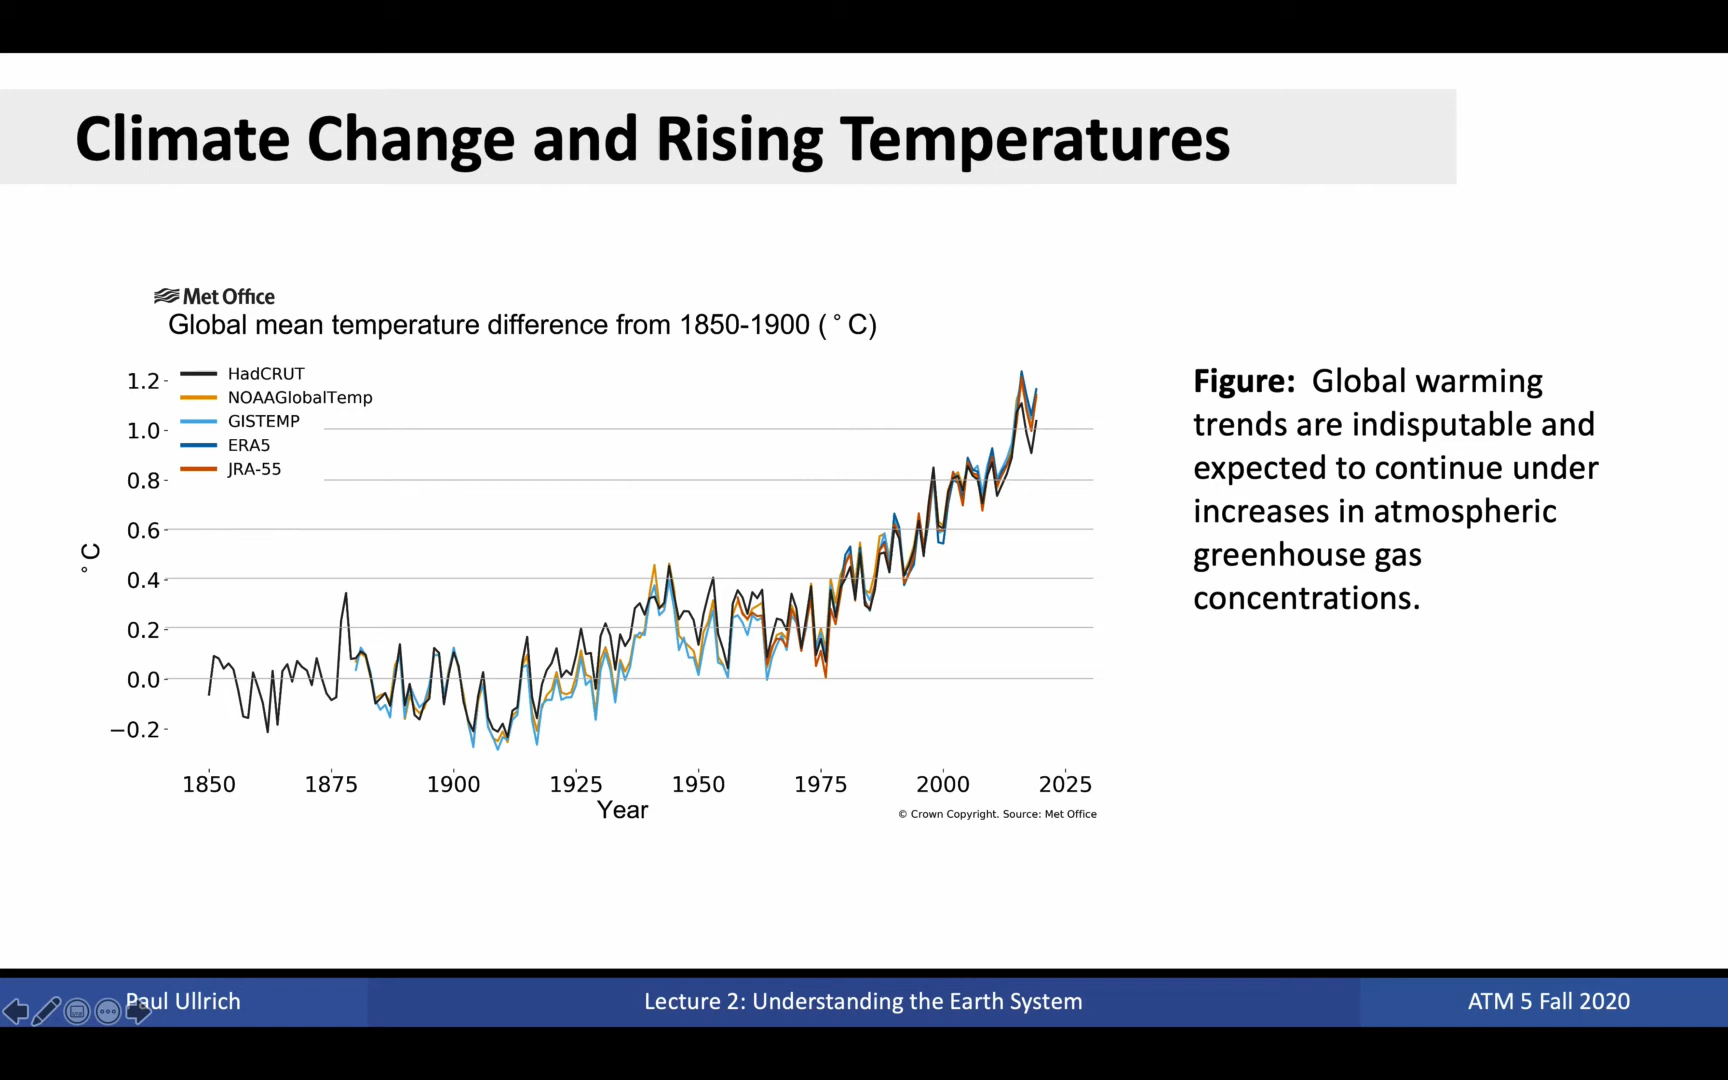 Climate Change and Rising Temperatures
Met Office
Global mean temperature difference from 1850-1900 (°C)
HadCRUT
NOAAGlobalTemp
GISTEMP
ERA5
JRA-55
1.2
1.0
0.8
0.6
0.4
0.2
0.0
−0.2
°C
1850 1875 1900 1925 1950 1975 2000 2025
Year
© Crown Copyright. Source: Met Office
Figure: Global warming
trends are indisputable and
expected to continue under
increases in atmospheric
greenhouse gas
concentrations.
Paul Ullrich
Lecture 2: Understanding the Earth System
ATM 5 Fall 2020